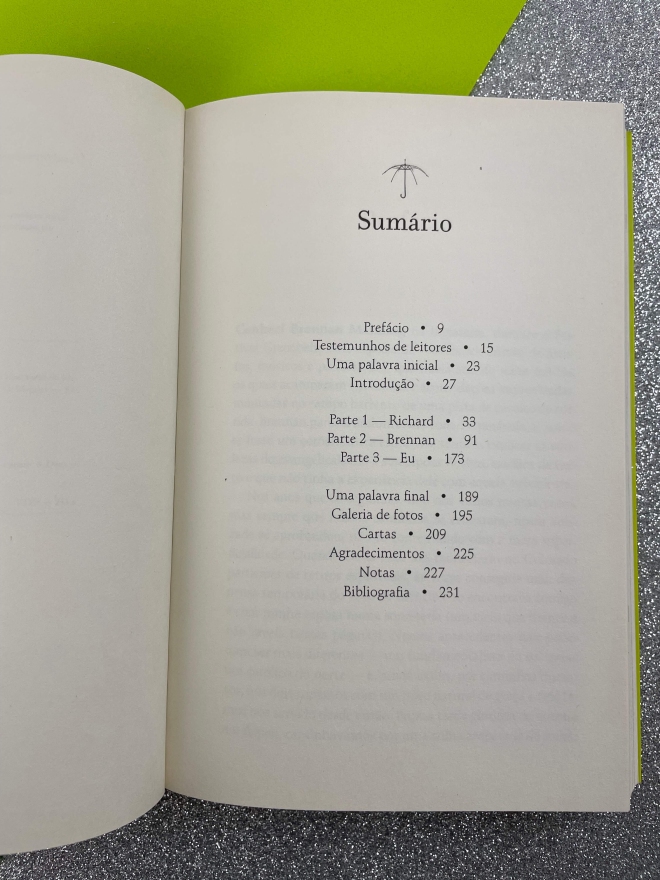 Sumário
Prefácio • 9
Testemunhos de leitores • 15
Uma palavra inicial • 23
Introdução • 27
Parte 1 — Richard • 33
Parte 2 — Brennan • 91
Parte 3 — Eu • 173
Uma palavra final • 189
Galeria de fotos • 195
Cartas • 209
Agradecimentos • 225
Notas • 227
Bibliografia • 231